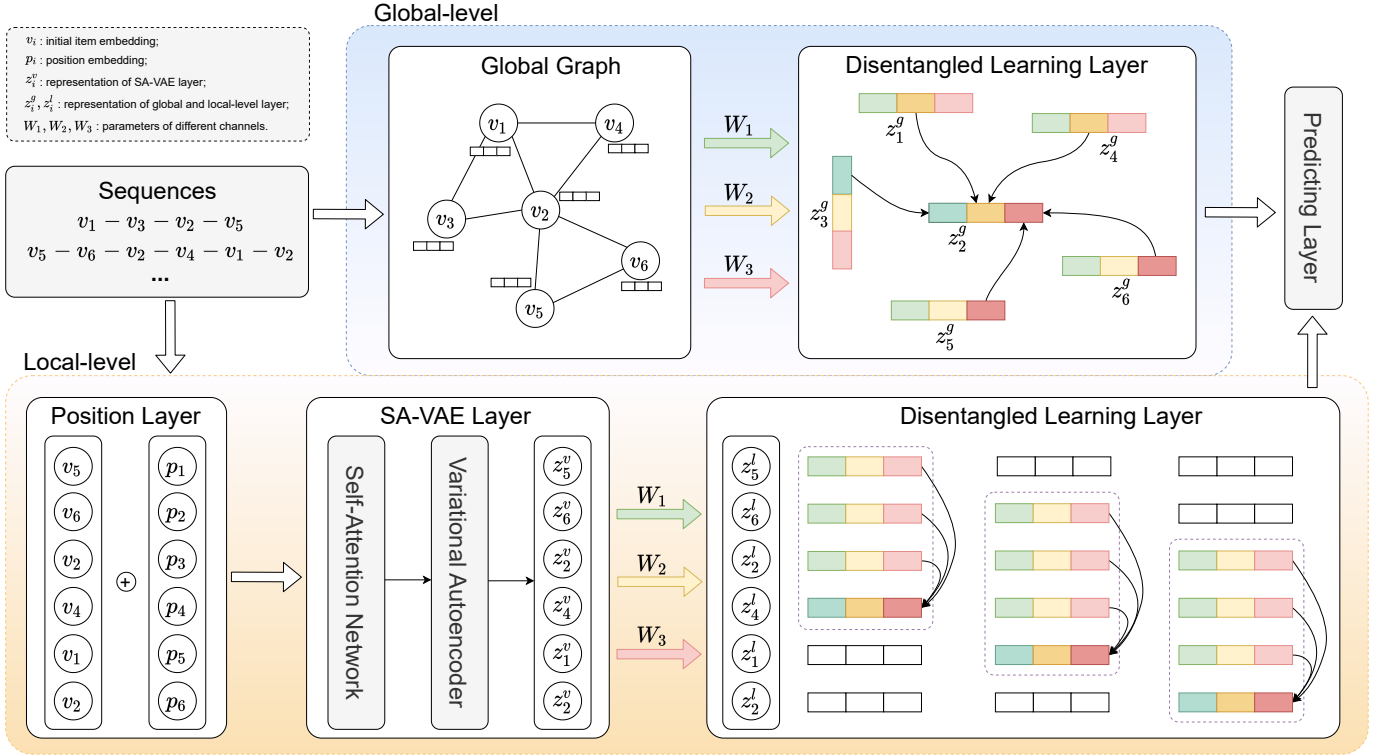 Global-level
v_i : initial item embedding;
p_i : position embedding;
z_i^v : representation of SA-VAE layer;
z_i^g, z_i^l : representation of global and local-level layer;
W_1, W_2, W_3 : parameters of different channels.
Sequences
v_1 − v_3 − v_2 − v_5
v_5 − v_6 − v_2 − v_4 − v_1 − v_2
...
Global Graph
v_1
v_4
v_3
v_2
v_6
v_5
W_1
W_2
W_3
Disentangled Learning Layer
z_1^g
z_4^g
z_3^g
z_2^g
z_6^g
z_5^g
Predicting Layer
Local-level
Position Layer
v_5
v_6
v_2
v_4
v_1
v_2
+
p_1
p_2
p_3
p_4
p_5
p_6
SA-VAE Layer
Self-Attention Network
Variational Autoencoder
z_5^v
z_6^v
z_2^v
z_4^v
z_1^v
z_2^v
W_1
W_2
W_3
Disentangled Learning Layer
z_5^l
z_6^l
z_2^l
z_4^l
z_1^l
z_2^l